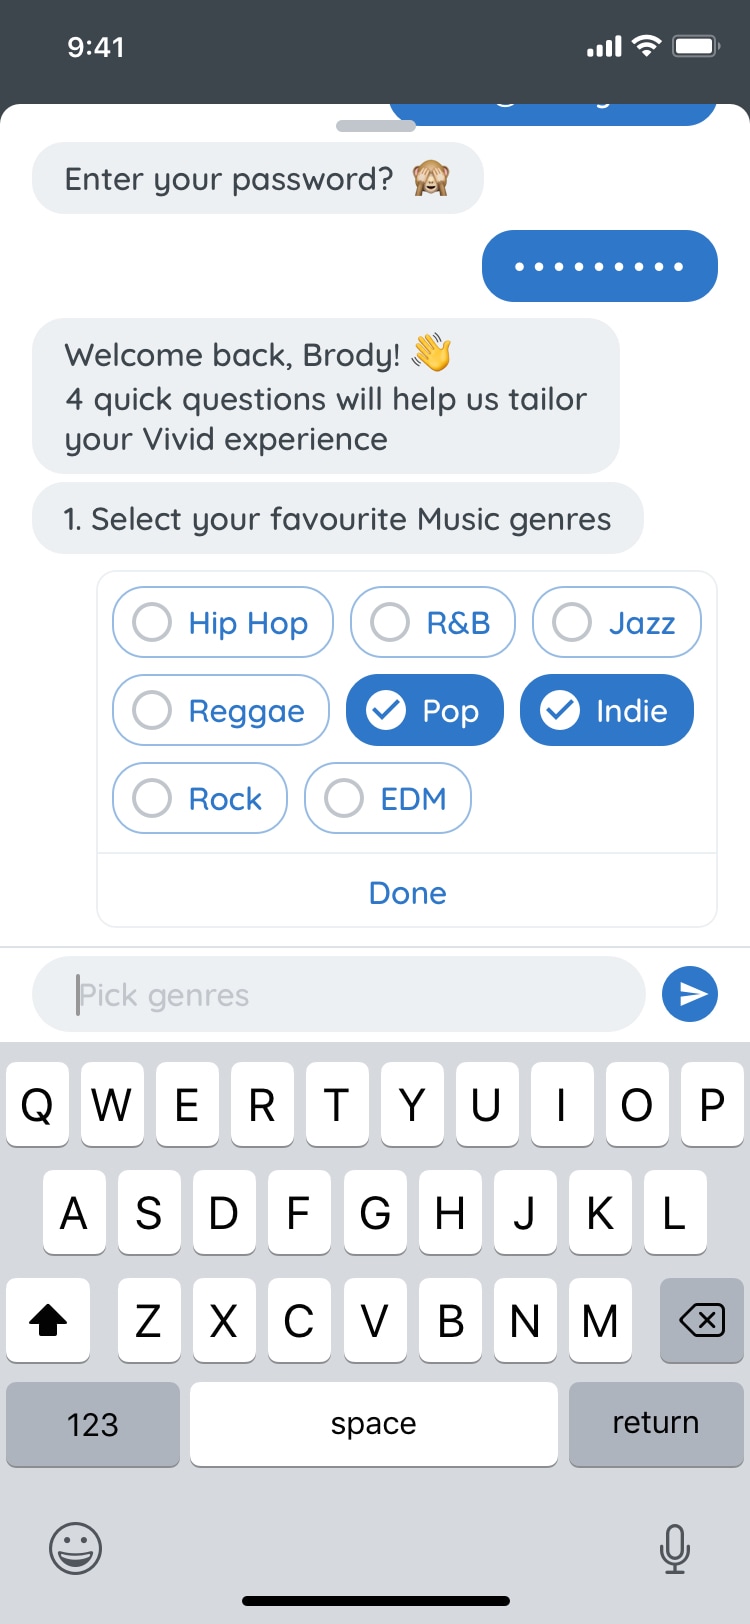 9:41
Enter your password? 🙈
•••••••••
Welcome back, Brody! 👋
4 quick questions will help us tailor
your Vivid experience
1. Select your favourite Music genres
Hip Hop R&B Jazz
Reggae Pop Indie
Rock EDM
Done
Pick genres
Q W E R T Y U I O P
A S D F G H J K L
Z X C V B N M
123 space return